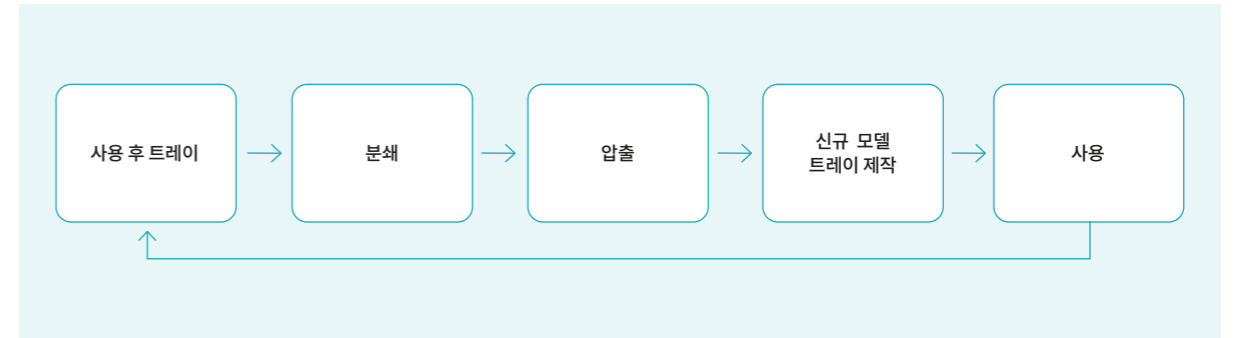 사용 후 트레이
분쇄
압출
신규 모델
트레이 제작
사용